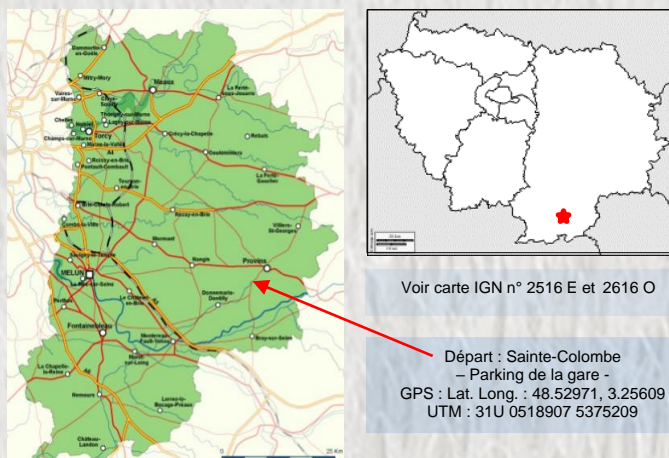 Dammartin-en-Goële
Mitry-Mory
Meaux
La Ferté-sous-Jouarre
Vaires-sur-Marne
Claye-Souilly
Thorigny-sur-Marne
Lagny-sur-Marne
Chelles
Noisiel
Torcy
Champs-sur-Marne
Marne-la-Vallée
A4
Crécy-la-Chapelle
Rebais
Coulommiers
Roissy-en-Brie
Pontault-Combault
La Ferté-Gaucher
Tournan-en-Brie
Brie-Comte-Robert
Rozay-en-Brie
Combs-la-Ville
Villiers-St-Georges
Mormant
Savigny-le-Temple
Nangis
Provins
MELUN
Le Mée-sur-Seine
Le Châtelet-en-Brie
Donnemarie-Dontilly
Perthes
Fontainebleau
Montereau-Fault-Yonne
Bray-sur-Seine
Moret-sur-Loing
La Chapelle-la-Reine
A6
Nemours
Lorrez-le-Bocage-Préaux
Château-Landon
25 Km
Voir carte IGN n° 2516 E et 2616 O
Départ : Sainte-Colombe
– Parking de la gare -
GPS : Lat. Long. : 48.52971, 3.25609
UTM : 31U 0518907 5375209